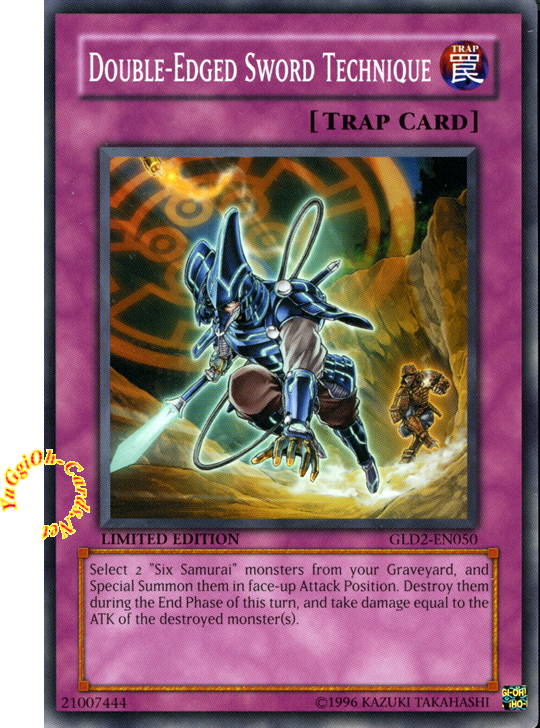 DOUBLE-EDGED SWORD TECHNIQUE
TRAP
罠
[TRAP CARD]
YuGgiOh-Cards.Net
LIMITED EDITION GLD2-EN050
Select 2 "Six Samurai" monsters from your Graveyard, and
Special Summon them in face-up Attack Position. Destroy them
during the End Phase of this turn, and take damage equal to the
ATK of the destroyed monster(s).
21007444 ©1996 KAZUKI TAKAHASHI